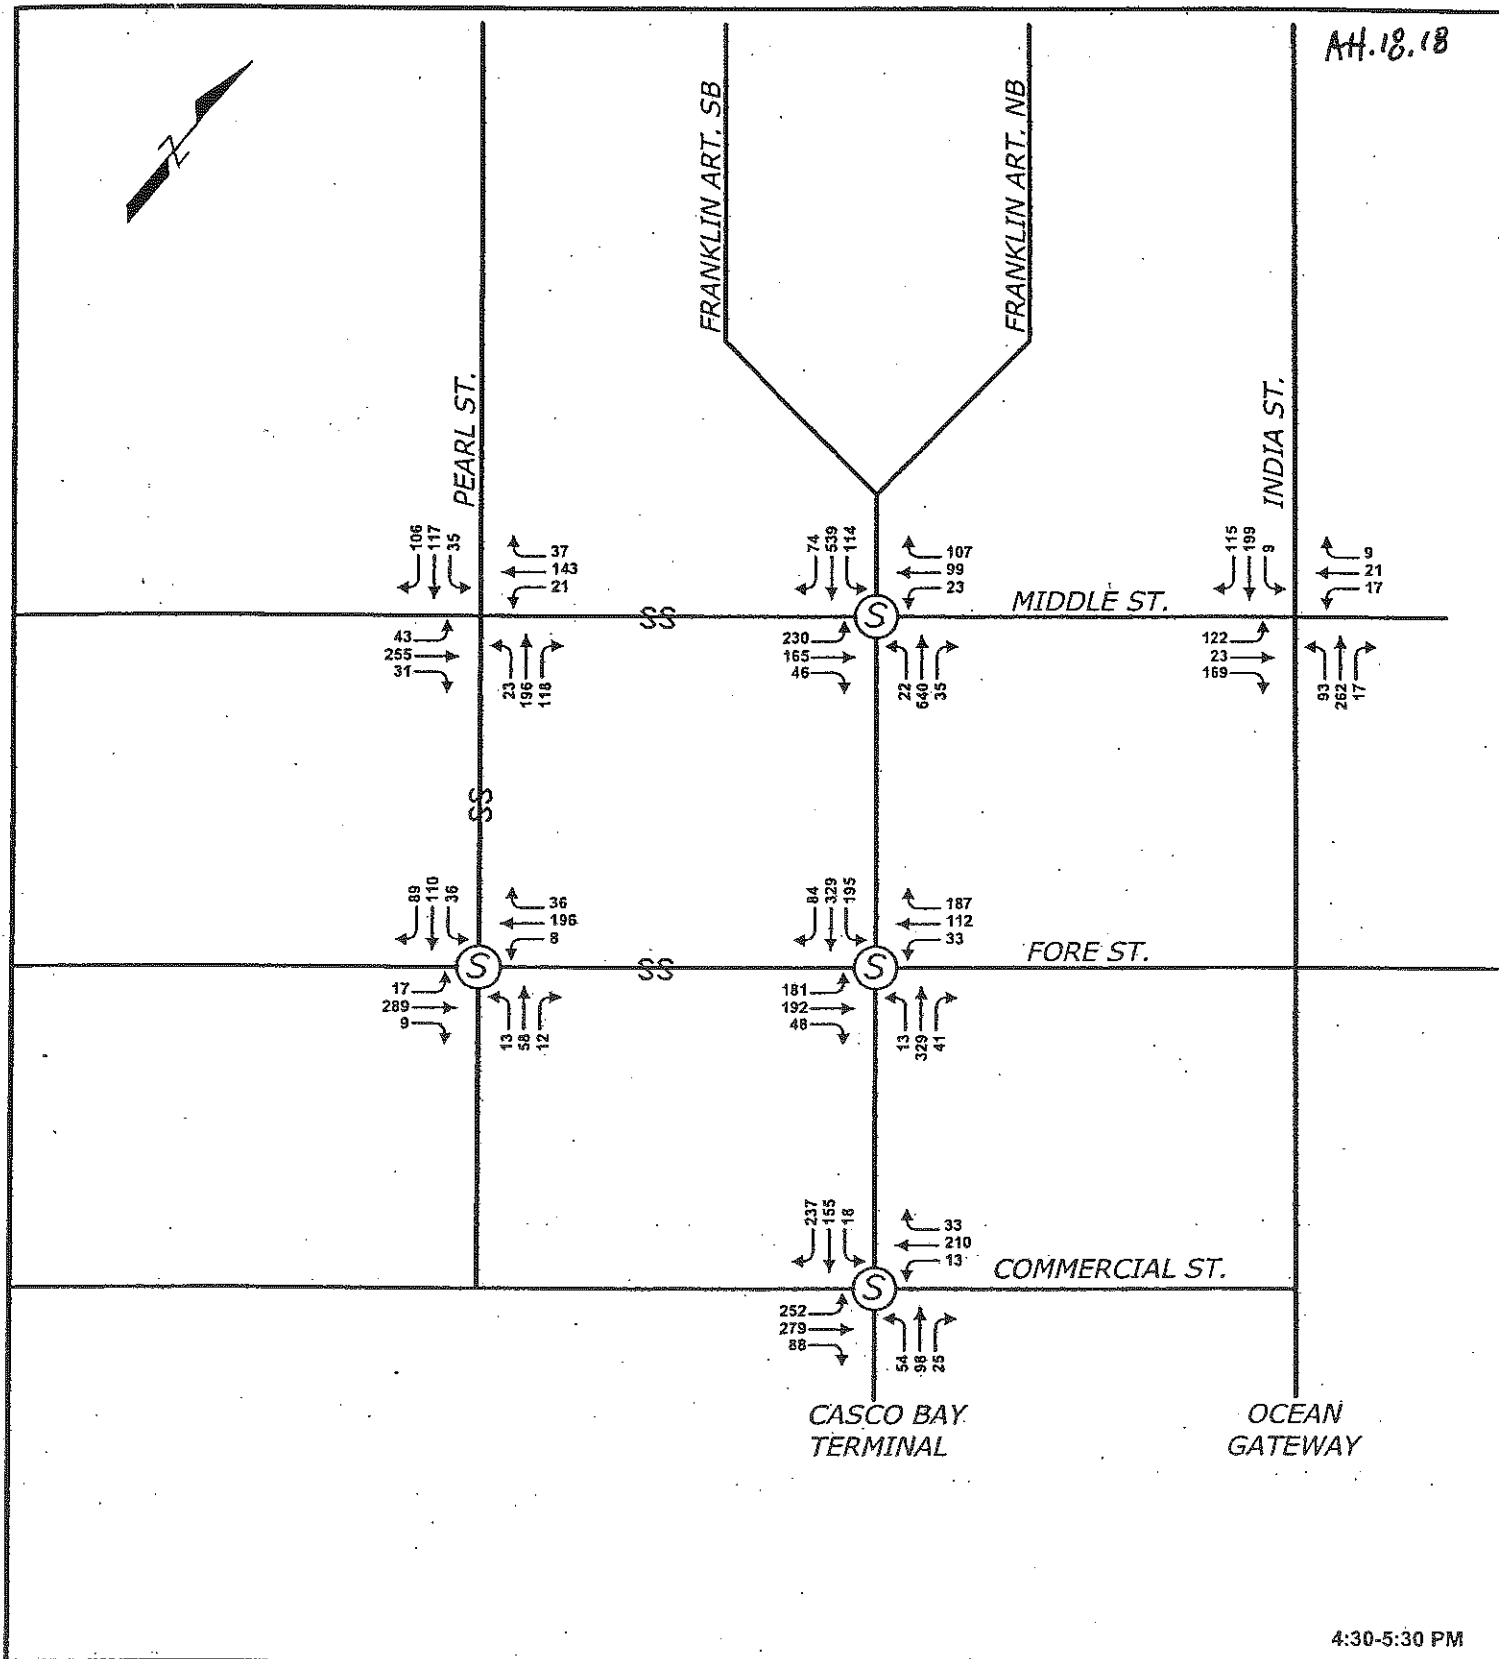 AH.18.18
FRANKLIN ART. SB
FRANKLIN ART. NB
PEARL ST.
INDIA ST.
N
106 117 35
37
143
21
43
255
31
23 196 118
SS
74 539 114
107
99
23
MIDDLE ST.
S
230
165
46
22 640 35
115 199 9
9
21
17
122
23
169
93 262 17
SS
89 110 36
36
196
8
S
17
289
9
13 58 12
SS
84 329 195
187
112
33
FORE ST.
S
181
192
48
13 329 41
237 155 18
33
210
13
COMMERCIAL ST.
S
252
279
88
54 98 25
CASCO BAY
TERMINAL
OCEAN
GATEWAY
4:30-5:30 PM